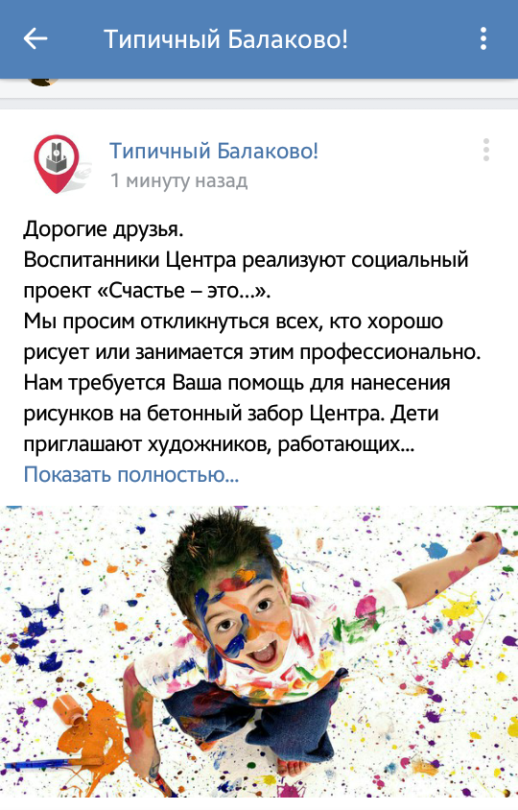 Типичный Балаково!
Типичный Балаково!
1 минуту назад
Дорогие друзья.
Воспитанники Центра реализуют социальный
проект «Счастье – это...».
Мы просим откликнуться всех, кто хорошо
рисует или занимается этим профессионально.
Нам требуется Ваша помощь для нанесения
рисунков на бетонный забор Центра. Дети
приглашают художников, работающих...
Показать полностью...